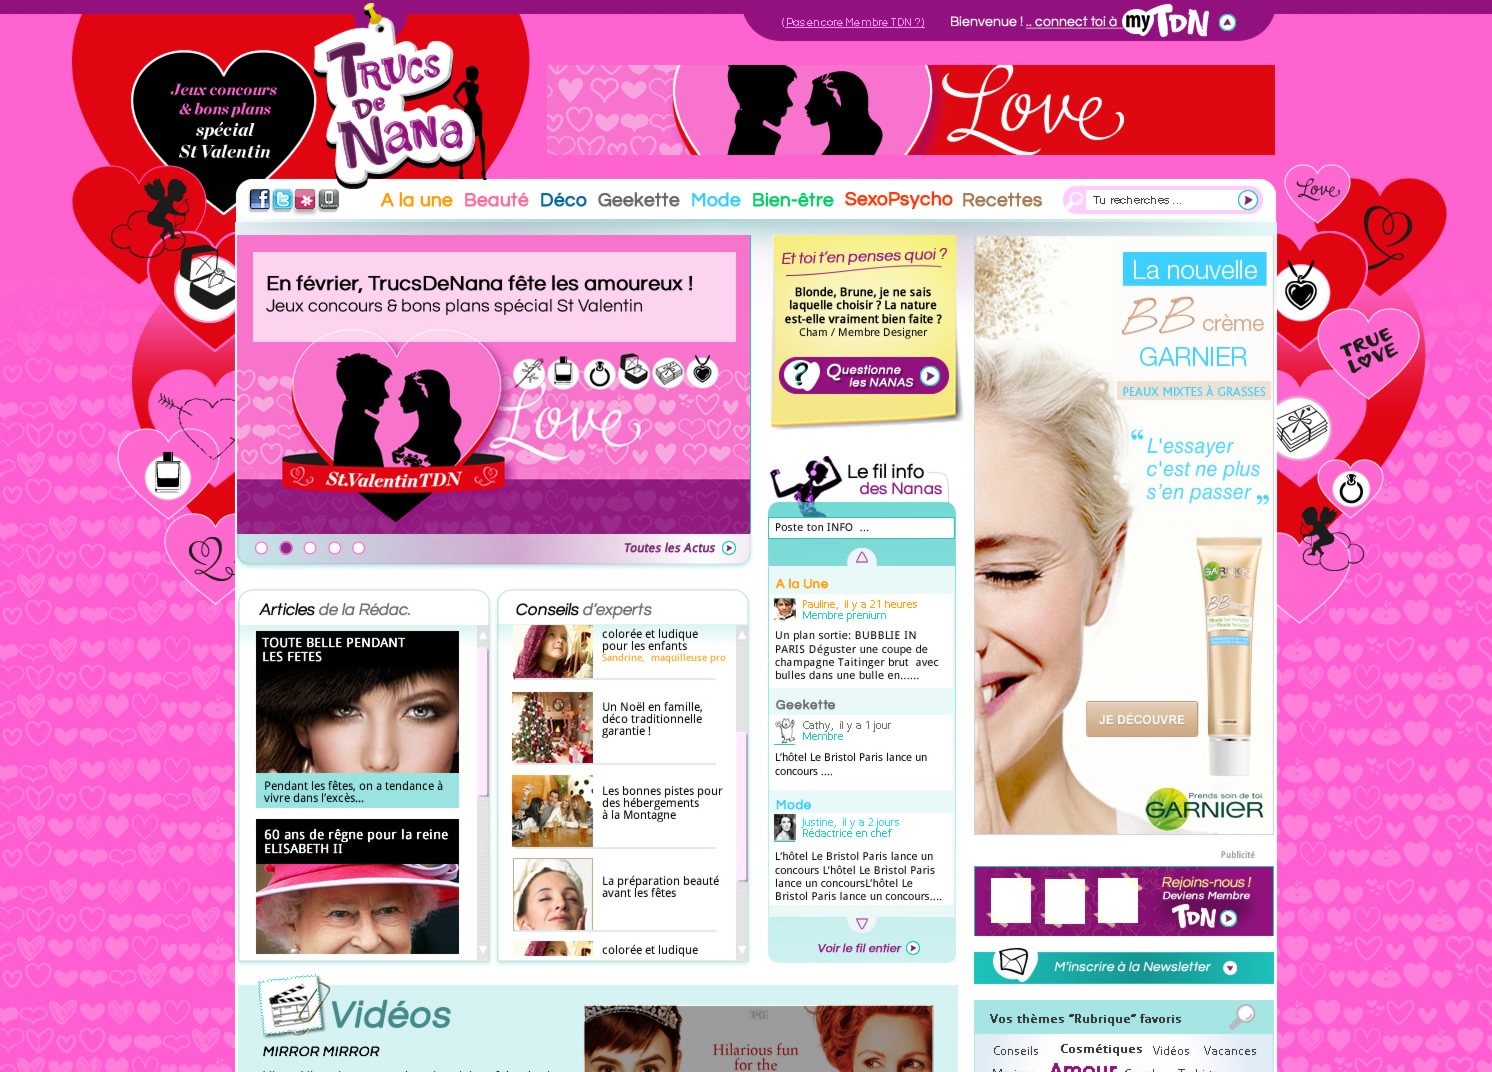 (Pas encore Membre TDN ?)
Bienvenue ! .. connect toi à myTDN
Jeux concours
& bons plans
spécial
St Valentin
TRUCS
DE
NANA
Love
A la une Beauté Déco Geekette Mode Bien-être SexoPsycho Recettes
Tu recherches ...
Love
En février, TrucsDeNana fête les amoureux !
Jeux concours & bons plans spécial St Valentin
Love
St.ValentinTDN
Toutes les Actus
Et toi t'en penses quoi ?
Blonde, Brune, je ne sais
laquelle choisir ? La nature
est-elle vraiment bien faite ?
Cham / Membre Designer
Questionne
les NANAS
La nouvelle
BB crème
GARNIER
PEAUX MIXTES À GRASSES
“L'essayer
c'est ne plus
s'en passer„
JE DÉCOUVRE
GARNIER
BB
Prends soin de toi.
GARNIER
Publicité
TRUE
LOVE
Le fil info
des Nanas
Poste ton INFO ...
A la Une
Pauline, il y a 21 heures
Membre prenium
Un plan sortie: BUBBLIE IN
PARIS Déguster une coupe de
champagne Taitinger brut avec
bulles dans une bulle en......
Geekette
Cathy, il y a 1 jour
Membre
L'hôtel Le Bristol Paris lance un
concours ....
Mode
Justine, il y a 2 jours
Rédactrice en chef
L'hôtel Le Bristol Paris lance un
concours L'hôtel Le Bristol Paris
lance un concoursL'hôtel Le
Bristol Paris lance un concours....
Voir le fil entier
Articles de la Rédac.
TOUTE BELLE PENDANT
LES FETES
Pendant les fêtes, on a tendance à
vivre dans l'excès...
60 ans de rêgne pour la reine
ELISABETH II
Conseils d'experts
colorée et ludique
pour les enfants
Sandrine, maquilleuse pro
Un Noël en famille,
déco traditionnelle
garantie !
Les bonnes pistes pour
des hébergements
à la Montagne
La préparation beauté
avant les fêtes
colorée et ludique
Rejoins-nous !
Deviens Membre
TDN
M'inscrire à la Newsletter
Vos thèmes “Rubrique” favoris
Conseils Cosmétiques Vidéos Vacances
Amour
Vidéos
MIRROR MIRROR
PG
Hilarious fun
for the